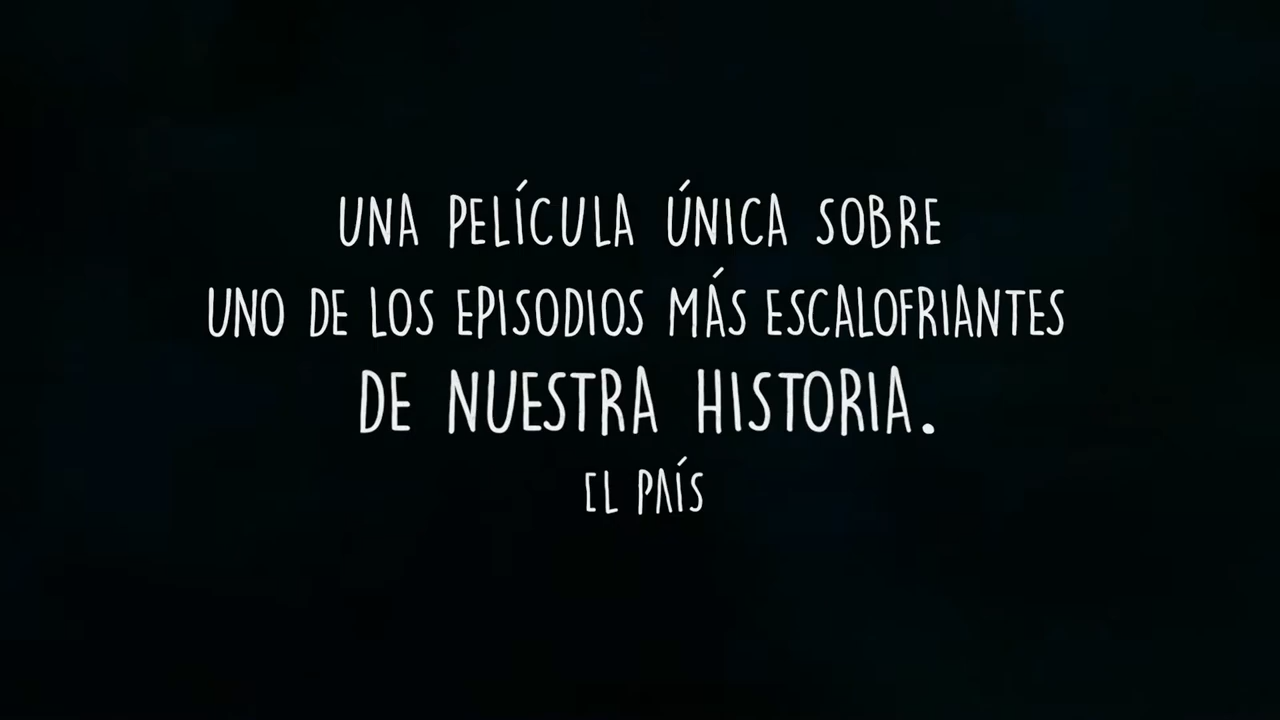 UNA PELÍCULA ÚNICA SOBRE
UNO DE LOS EPISODIOS MÁS ESCALOFRIANTES
DE NUESTRA HISTORIA.
EL PAÍS